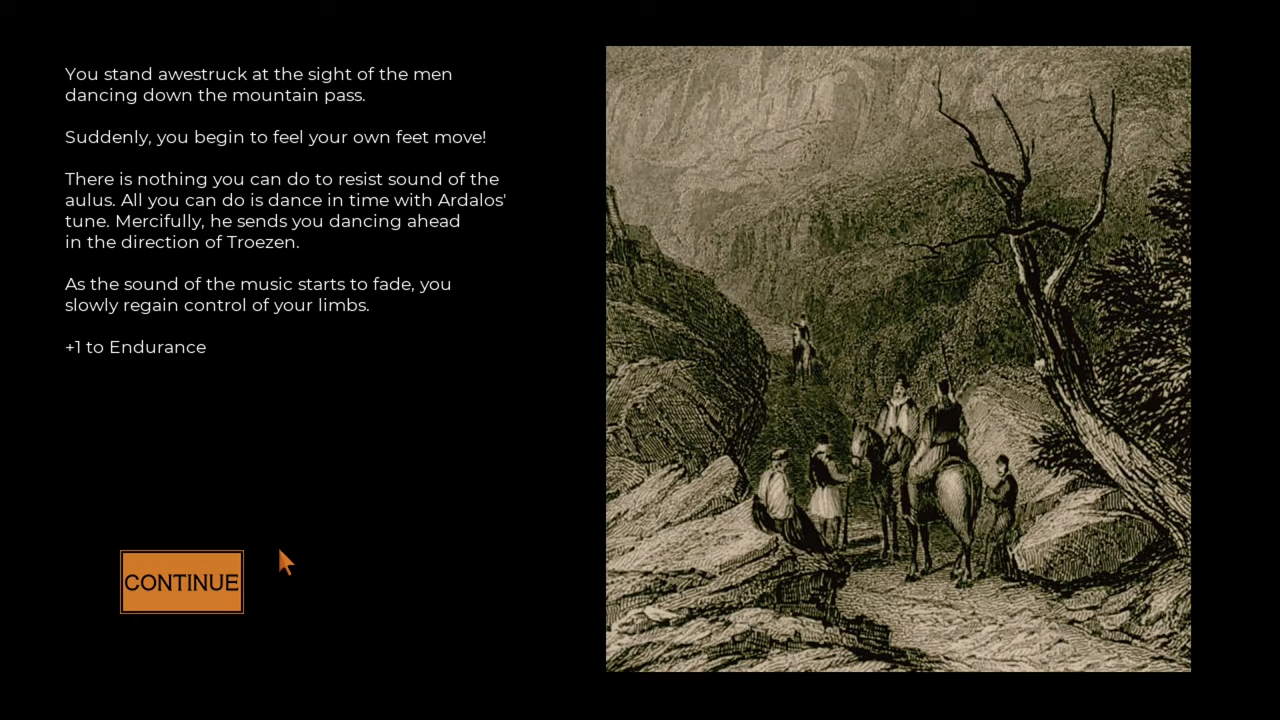 You stand awestruck at the sight of the men
dancing down the mountain pass.
Suddenly, you begin to feel your own feet move!
There is nothing you can do to resist sound of the
aulus. All you can do is dance in time with Ardalos'
tune. Mercifully, he sends you dancing ahead
in the direction of Troezen.
As the sound of the music starts to fade, you
slowly regain control of your limbs.
+1 to Endurance
CONTINUE